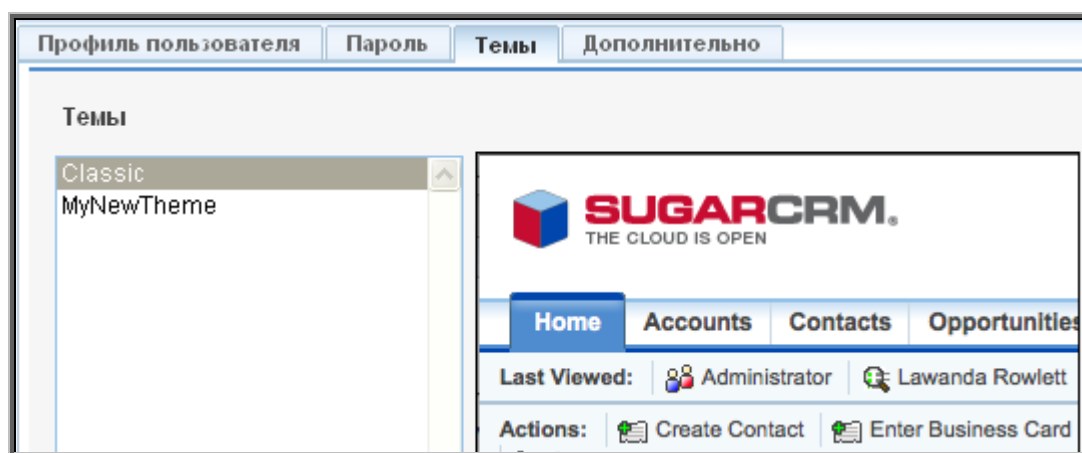 Профиль пользователя Пароль Темы Дополнительно
Темы
Classic
MyNewTheme
SUGARCRM®
THE CLOUD IS OPEN
Home Accounts Contacts Opportunities
Last Viewed: Administrator Lawanda Rowlett
Actions: Create Contact Enter Business Card